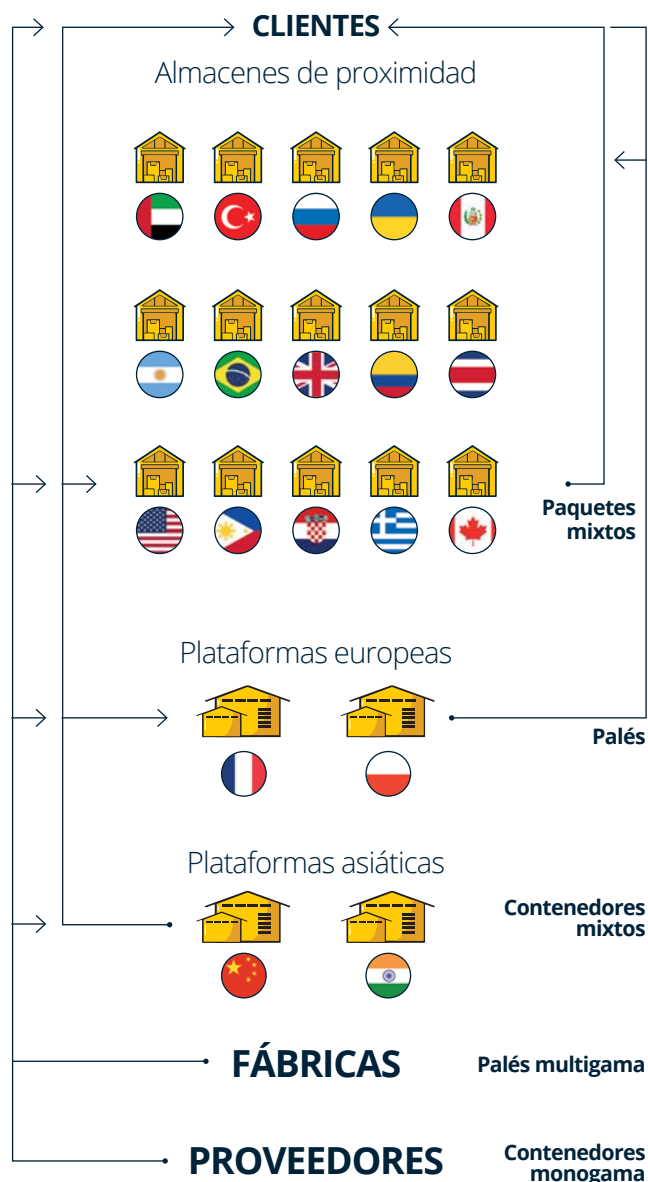 CLIENTES
Almacenes de proximidad
Paquetes
mixtos
Plataformas europeas
Palés
Plataformas asiáticas
Contenedores
mixtos
FÁBRICAS
Palés multigama
PROVEEDORES
Contenedores
monogama